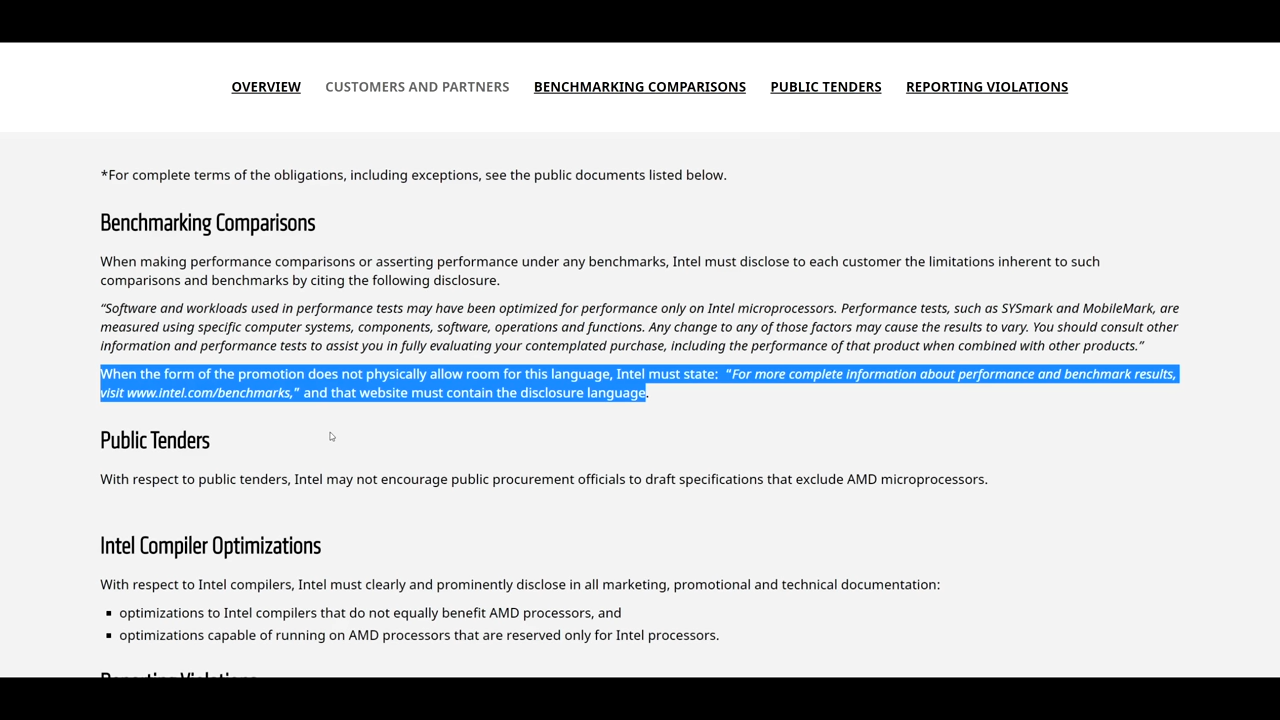 OVERVIEW CUSTOMERS AND PARTNERS BENCHMARKING COMPARISONS PUBLIC TENDERS REPORTING VIOLATIONS
*For complete terms of the obligations, including exceptions, see the public documents listed below.
Benchmarking Comparisons
When making performance comparisons or asserting performance under any benchmarks, Intel must disclose to each customer the limitations inherent to such
comparisons and benchmarks by citing the following disclosure.
“Software and workloads used in performance tests may have been optimized for performance only on Intel microprocessors. Performance tests, such as SYSmark and MobileMark, are
measured using specific computer systems, components, software, operations and functions. Any change to any of those factors may cause the results to vary. You should consult other
information and performance tests to assist you in fully evaluating your contemplated purchase, including the performance of that product when combined with other products.”
When the form of the promotion does not physically allow room for this language, Intel must state: "For more complete information about performance and benchmark results,
visit www.intel.com/benchmarks," and that website must contain the disclosure language.
Public Tenders
With respect to public tenders, Intel may not encourage public procurement officials to draft specifications that exclude AMD microprocessors.
Intel Compiler Optimizations
With respect to Intel compilers, Intel must clearly and prominently disclose in all marketing, promotional and technical documentation:
▪ optimizations to Intel compilers that do not equally benefit AMD processors, and
▪ optimizations capable of running on AMD processors that are reserved only for Intel processors.
Reporting Violations